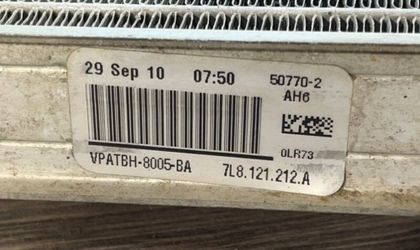 29 Sep 10 07:50 50770-2
AH6
0LR73
VPATBH-8005-BA 7L8.121.212.A